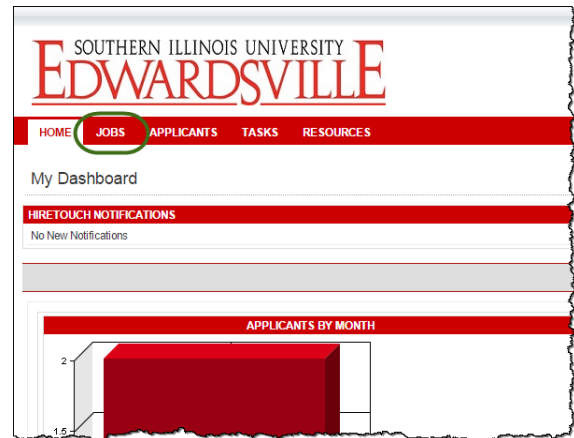 SOUTHERN ILLINOIS UNIVERSITY
EDWARDSVILLE
HOME JOBS APPLICANTS TASKS RESOURCES
My Dashboard
HIRETOUCH NOTIFICATIONS
No New Notifications
APPLICANTS BY MONTH
2
1.5